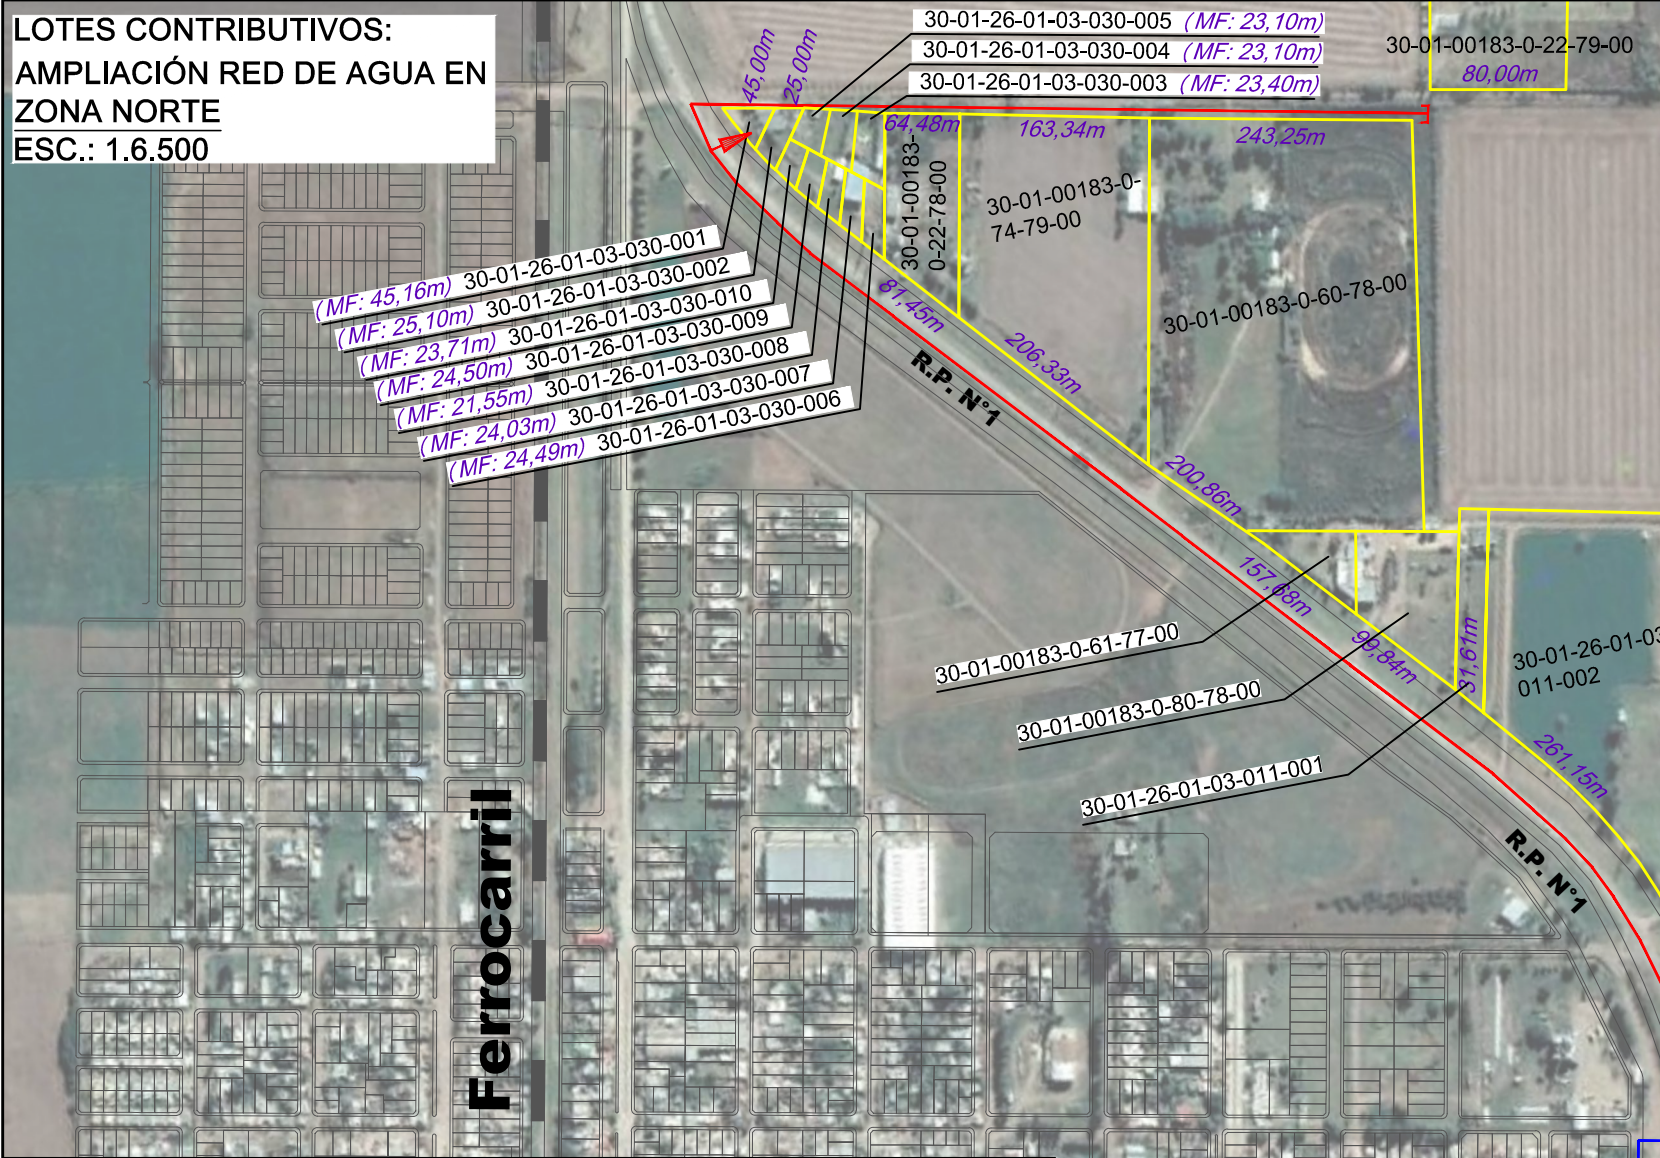 LOTES CONTRIBUTIVOS:
AMPLIACIÓN RED DE AGUA EN
ZONA NORTE
ESC.: 1.6.500
45,00m
25,00m
30-01-26-01-03-030-005 (MF: 23,10m)
30-01-26-01-03-030-004 (MF: 23,10m)
30-01-26-01-03-030-003 (MF: 23,40m)
30-01-00183-0-22-79-00
80,00m
64,48m
163,34m
243,25m
30-01-00183-
0-22-78-00
30-01-00183-0-
74-79-00
30-01-00183-0-60-78-00
(MF: 45,16m) 30-01-26-01-03-030-001
(MF: 25,10m) 30-01-26-01-03-030-002
(MF: 23,71m) 30-01-26-01-03-030-010
(MF: 24,50m) 30-01-26-01-03-030-009
(MF: 21,55m) 30-01-26-01-03-030-008
(MF: 24,03m) 30-01-26-01-03-030-007
(MF: 24,49m) 30-01-26-01-03-030-006
81,45m
206,33m
R.P. N°1
200,86m
157,68m
99,84m
31,61m
30-01-26-01-03
011-002
30-01-00183-0-61-77-00
30-01-00183-0-80-78-00
30-01-26-01-03-011-001
261,15m
R.P. N°1
Ferrocarril